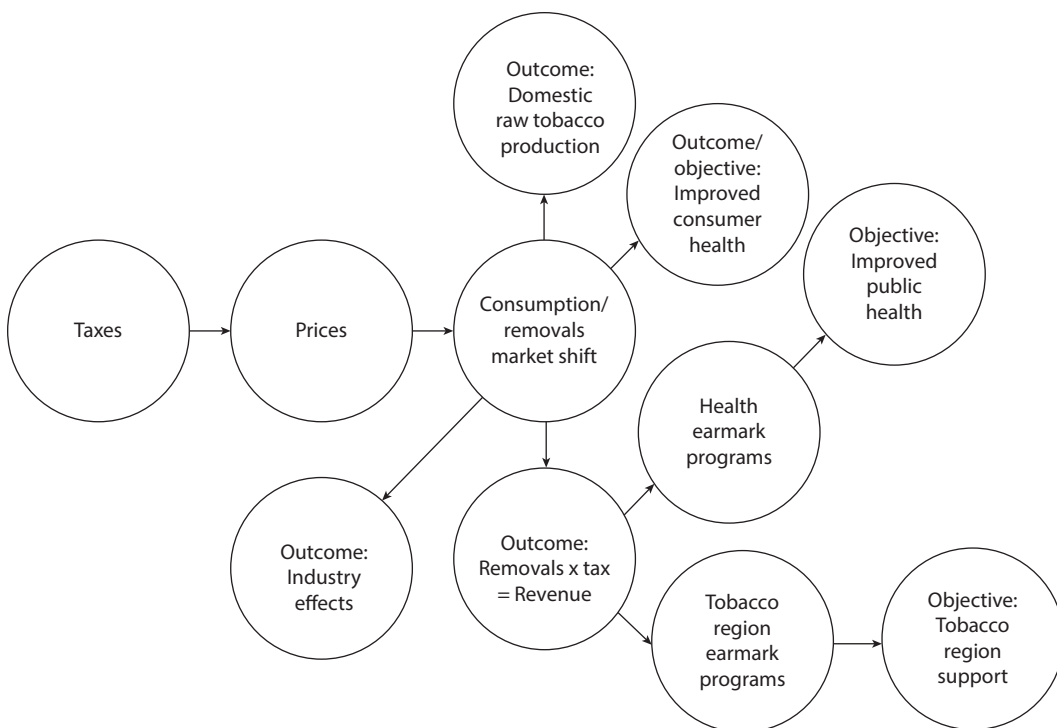 Outcome:
Domestic
raw tobacco
production
Outcome/
objective:
Improved
consumer
health
Objective:
Improved
public
health
Taxes
Prices
Consumption/
removals
market shift
Health
earmark
programs
Outcome:
Industry
effects
Outcome:
Removals x tax
= Revenue
Tobacco
region
earmark
programs
Objective:
Tobacco
region
support